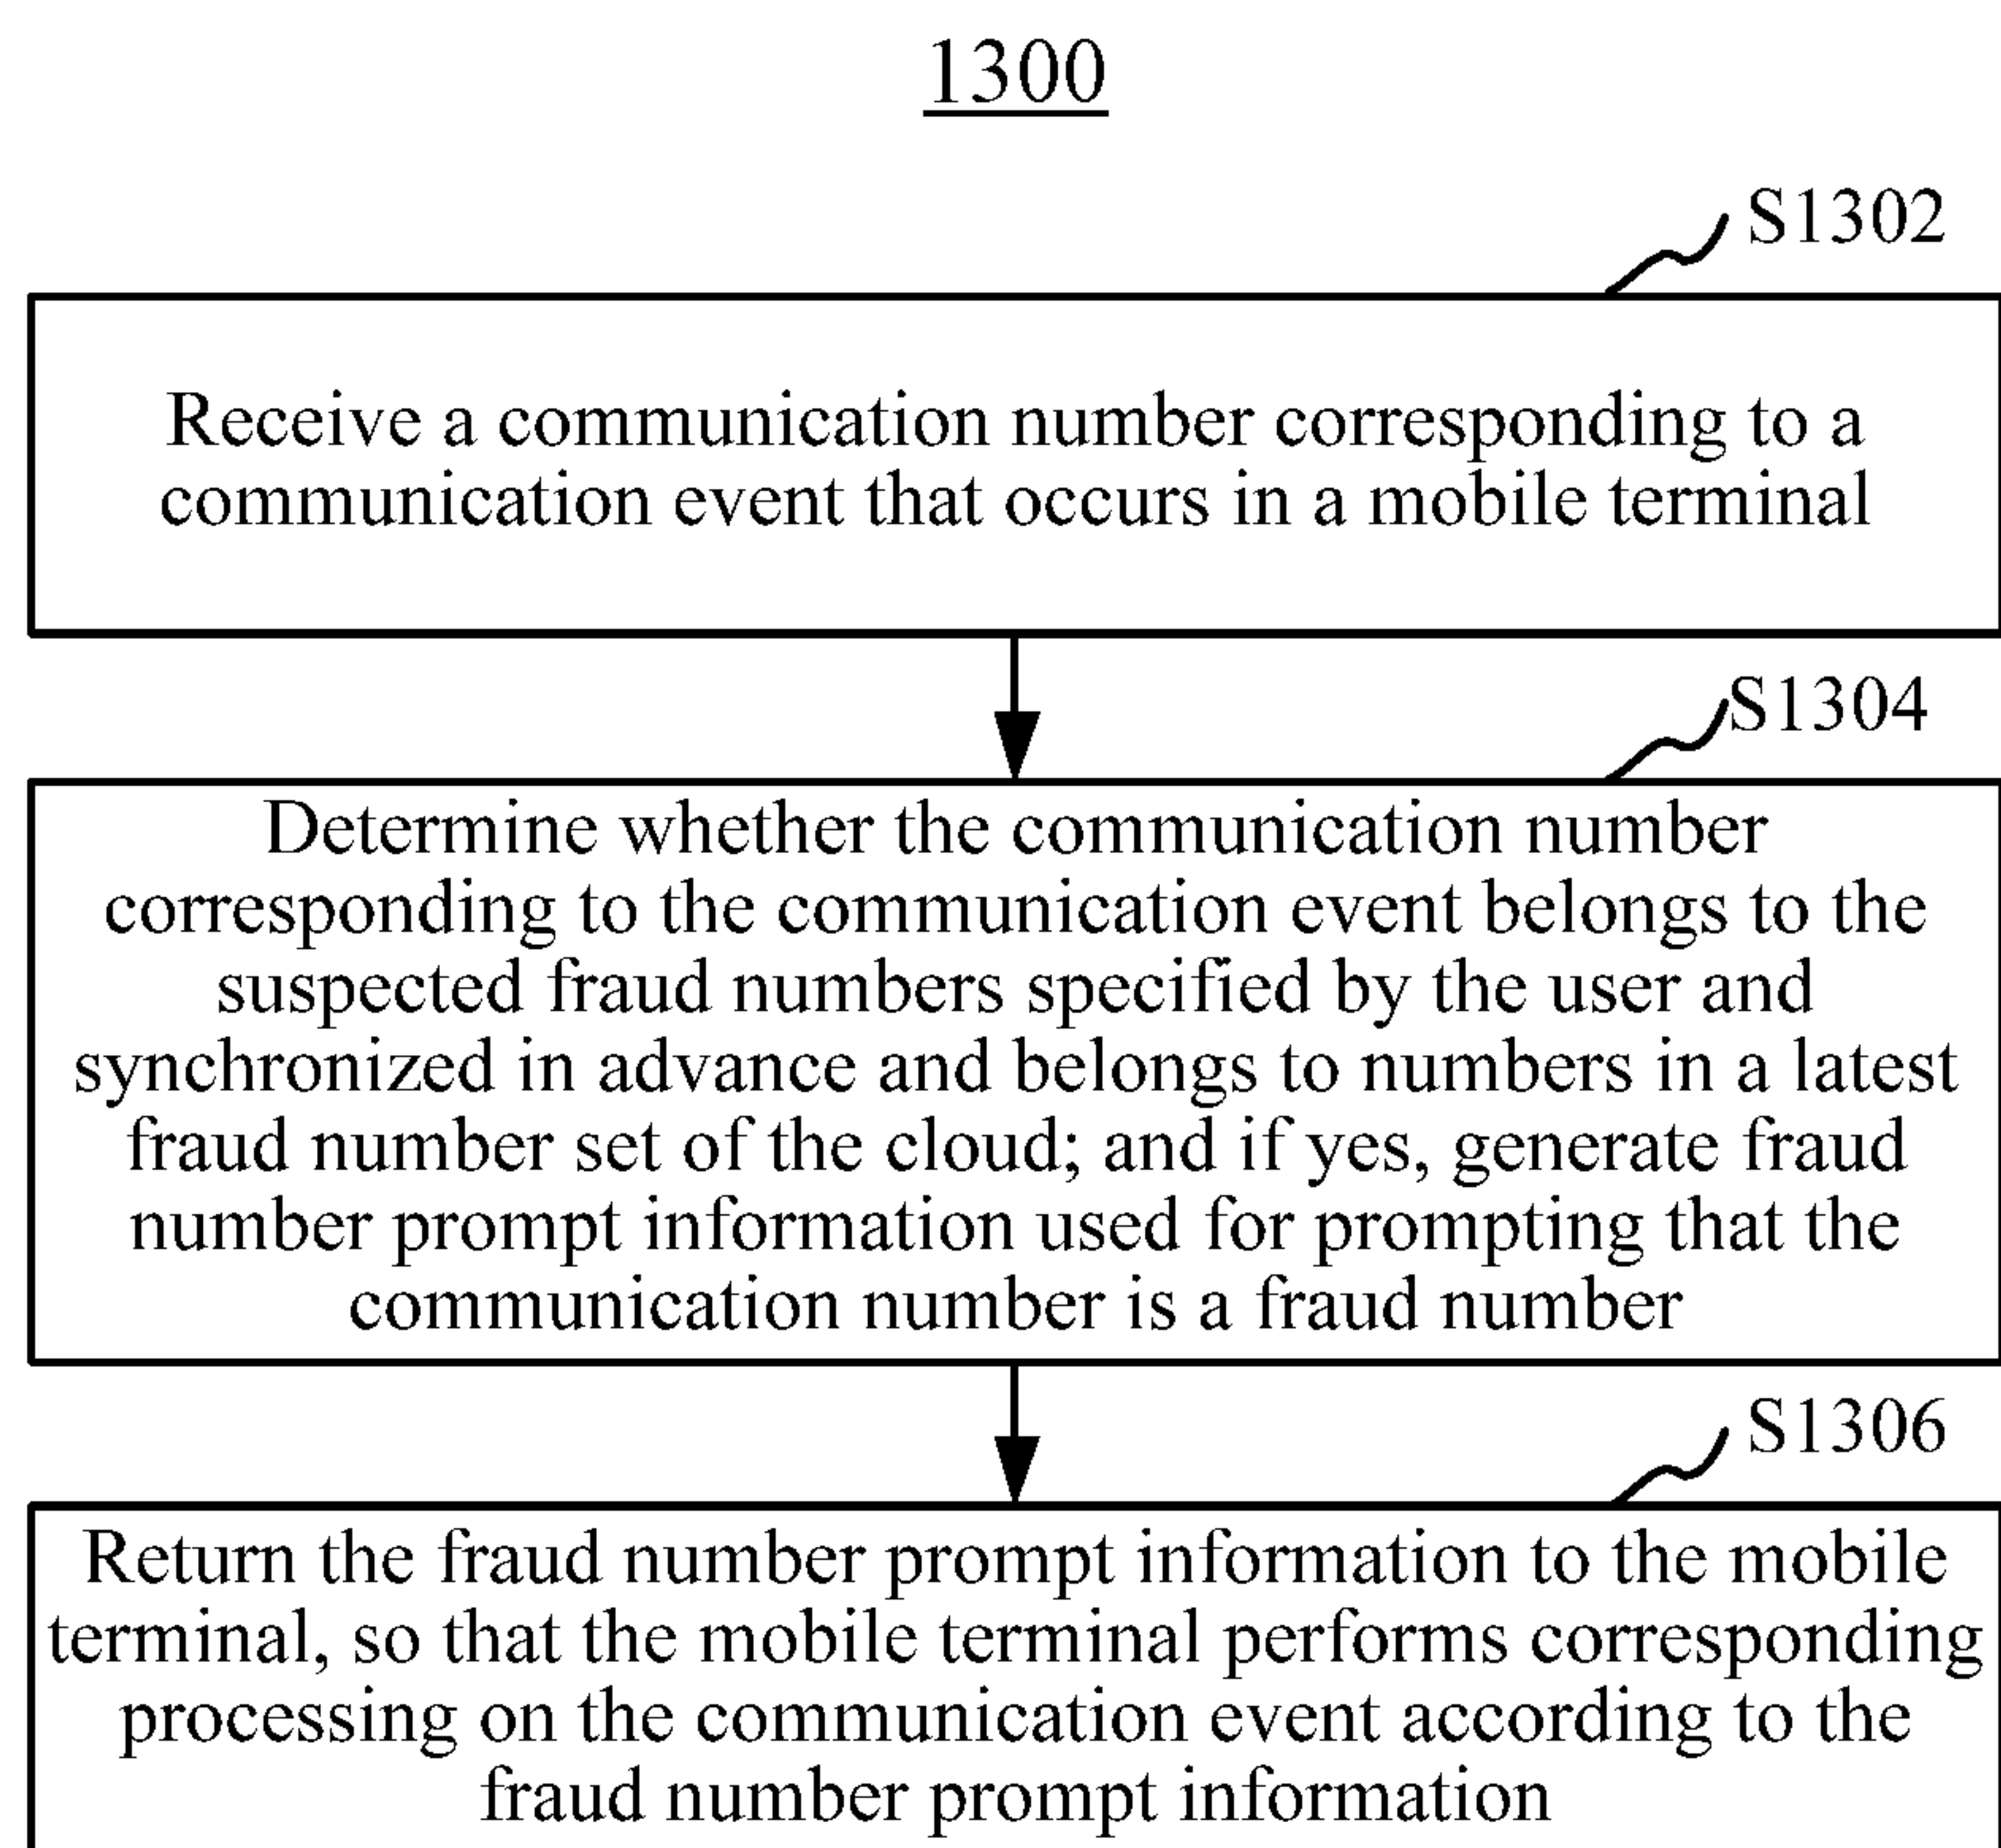 1300
S1302
Receive a communication number corresponding to a
communication event that occurs in a mobile terminal
S1304
Determine whether the communication number
corresponding to the communication event belongs to the
suspected fraud numbers specified by the user and
synchronized in advance and belongs to numbers in a latest
fraud number set of the cloud; and if yes, generate fraud
number prompt information used for prompting that the
communication number is a fraud number
S1306
Return the fraud number prompt information to the mobile
terminal, so that the mobile terminal performs corresponding
processing on the communication event according to the
fraud number prompt information